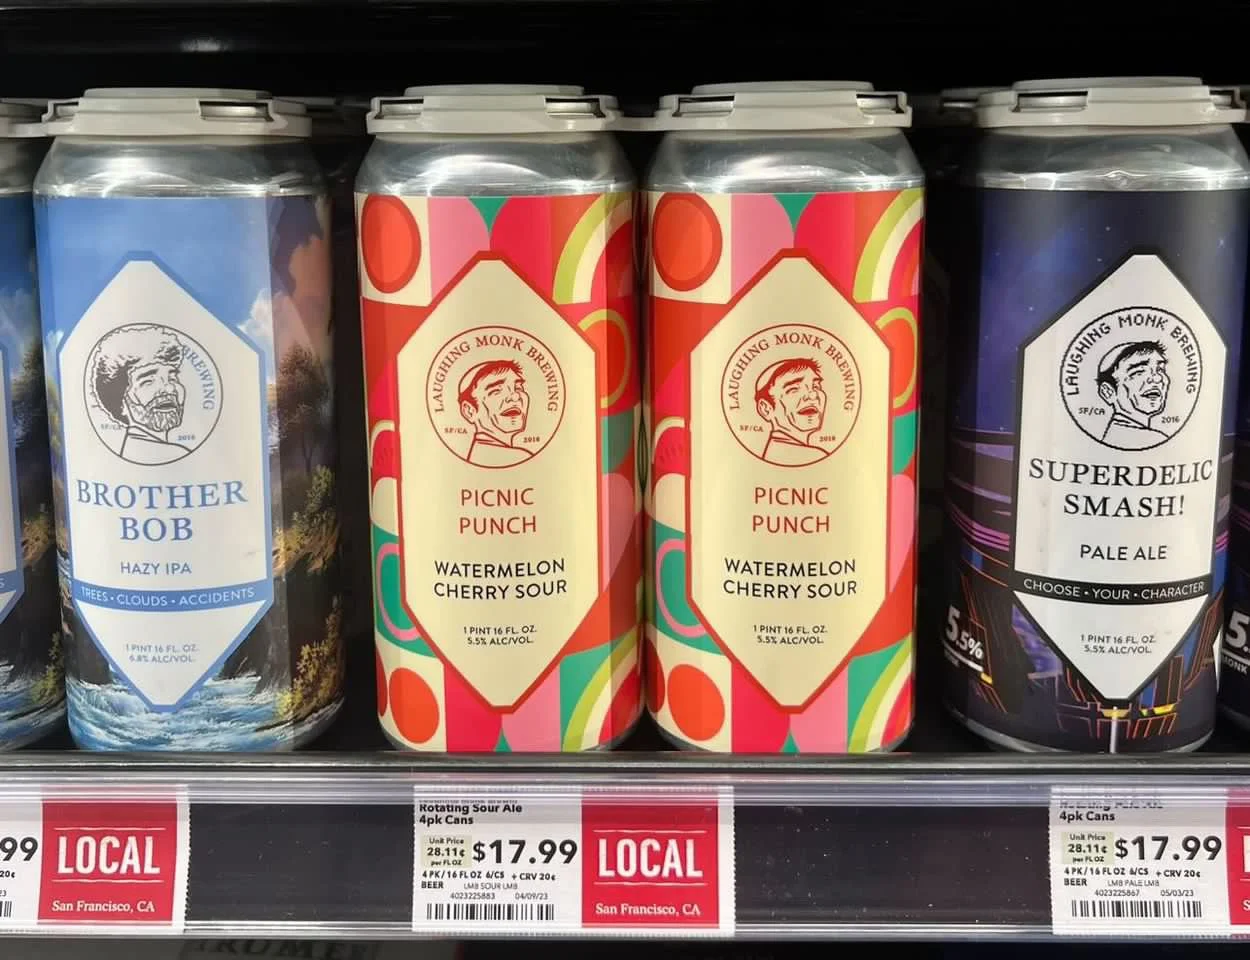 BREWING
SF/CA
2016
BROTHER
BOB
HAZY IPA
TREES • CLOUDS • ACCIDENTS
1 PINT 16 FL. OZ.
6.8% ALC/VOL.
LAUGHING MONK BREWING
SF/CA
2016
PICNIC
PUNCH
WATERMELON
CHERRY SOUR
1 PINT 16 FL. OZ.
5.5% ALC/VOL.
LAUGHING MONK BREWING
SF/CA
2016
PICNIC
PUNCH
WATERMELON
CHERRY SOUR
1 PINT 16 FL. OZ.
5.5% ALC/VOL.
LAUGHING MONK BREWING
SF/CA
2016
SUPERDELIC
SMASH!
PALE ALE
CHOOSE • YOUR • CHARACTER
1 PINT 16 FL. OZ.
5.5% ALC/VOL.
5.5%
5.
MONK
S
99
20¢
LOCAL
San Francisco, CA
Rotating Sour Ale
4pk Cans
Unit Price
28.11¢
per FL OZ
$17.99
4 PK/16 FL OZ 6/CS + CRV 20¢
BEER LMB SOUR LMB
4023225883 04/09/23
LOCAL
San Francisco, CA
4pk Cans
Unit Price
28.11¢
per FL OZ
$17.99
4 PK/16 FL OZ 6/CS + CRV 20¢
BEER LMB PALE LMB
4023225867 05/03/23